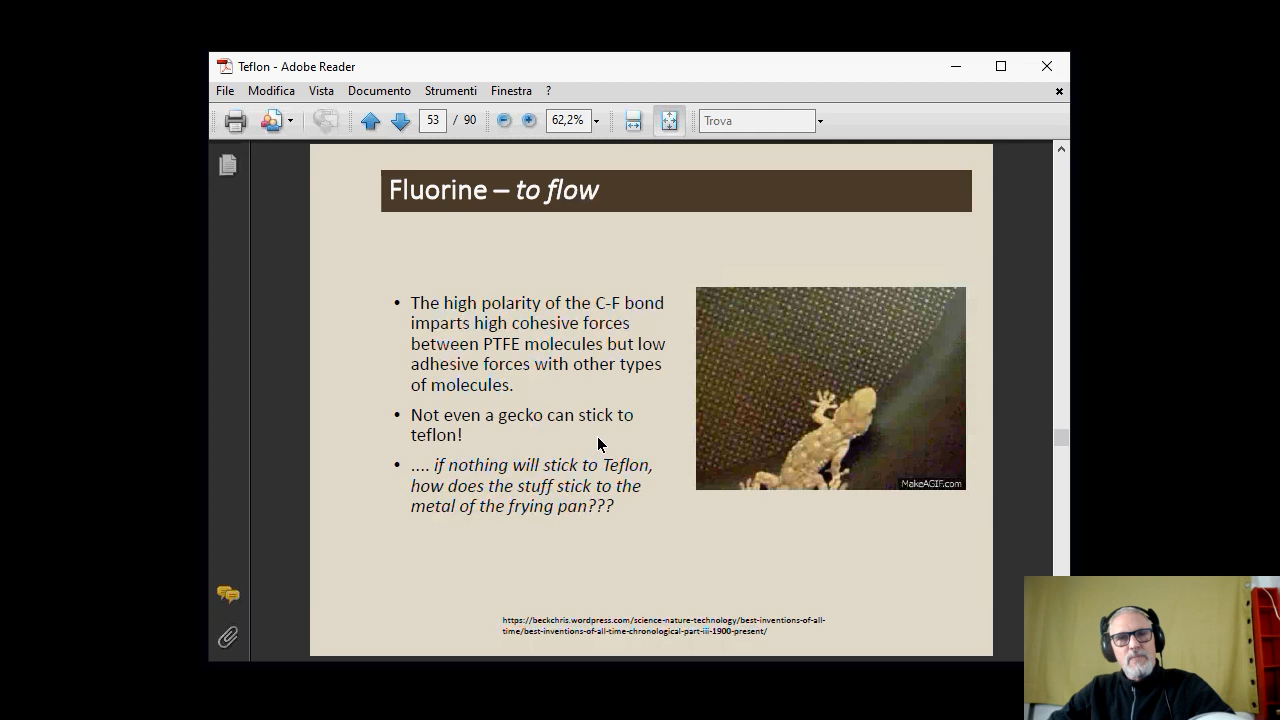 Teflon - Adobe Reader
File Modifica Vista Documento Strumenti Finestra ?
53 / 90 62,2% Trova
Fluorine – to flow
• The high polarity of the C-F bond
imparts high cohesive forces
between PTFE molecules but low
adhesive forces with other types
of molecules.
• Not even a gecko can stick to
teflon!
• .... if nothing will stick to Teflon,
how does the stuff stick to the
metal of the frying pan???
MakeAGIF.com
https://beckchris.wordpress.com/science-nature-technology/best-inventions-of-all-
time/best-inventions-of-all-time-chronological-part-iii-1900-present/